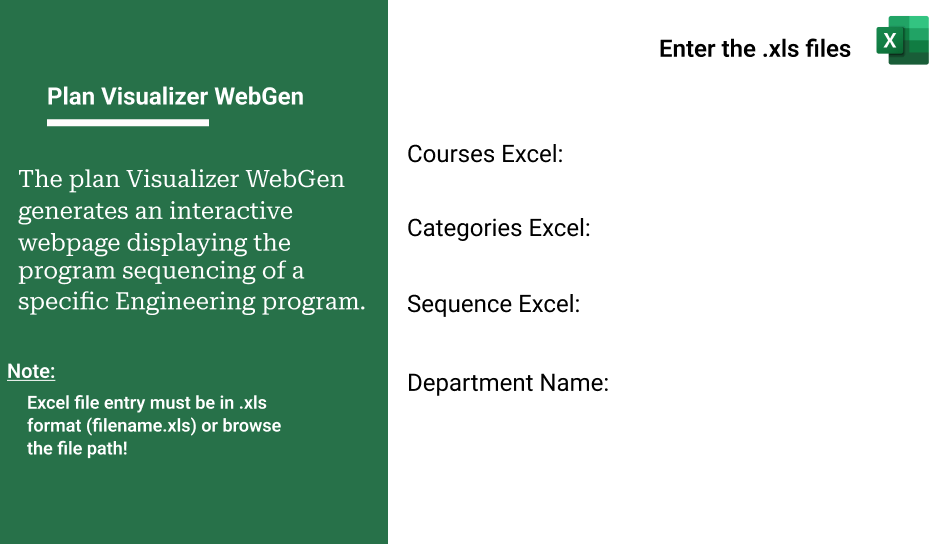 Plan Visualizer WebGen
The plan Visualizer WebGen
generates an interactive
webpage displaying the
program sequencing of a
specific Engineering program.
Note:
Excel file entry must be in .xls
format (filename.xls) or browse
the file path!
Enter the .xls files
X
Courses Excel:
Categories Excel:
Sequence Excel:
Department Name: